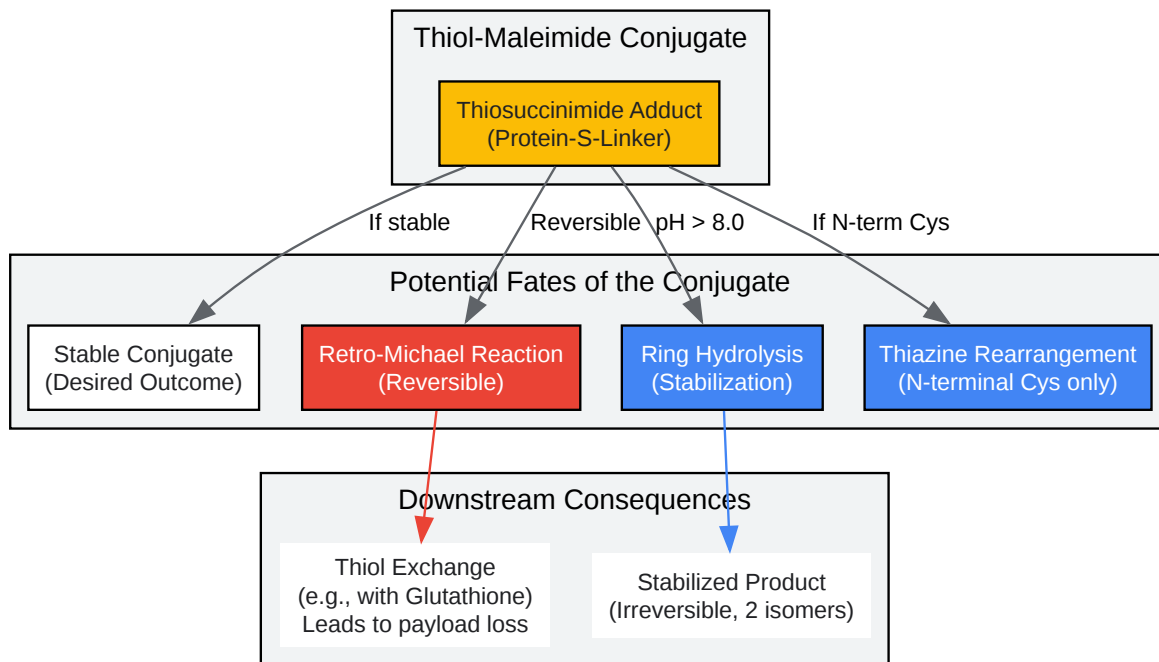 Thiol-Maleimide Conjugate
Thiosuccinimide Adduct
(Protein-S-Linker)
If stable
Reversible
pH > 8.0
If N-term Cys
Potential Fates of the Conjugate
Stable Conjugate
(Desired Outcome)
Retro-Michael Reaction
(Reversible)
Ring Hydrolysis
(Stabilization)
Thiazine Rearrangement
(N-terminal Cys only)
Downstream Consequences
Thiol Exchange
(e.g., with Glutathione)
Leads to payload loss
Stabilized Product
(Irreversible, 2 isomers)